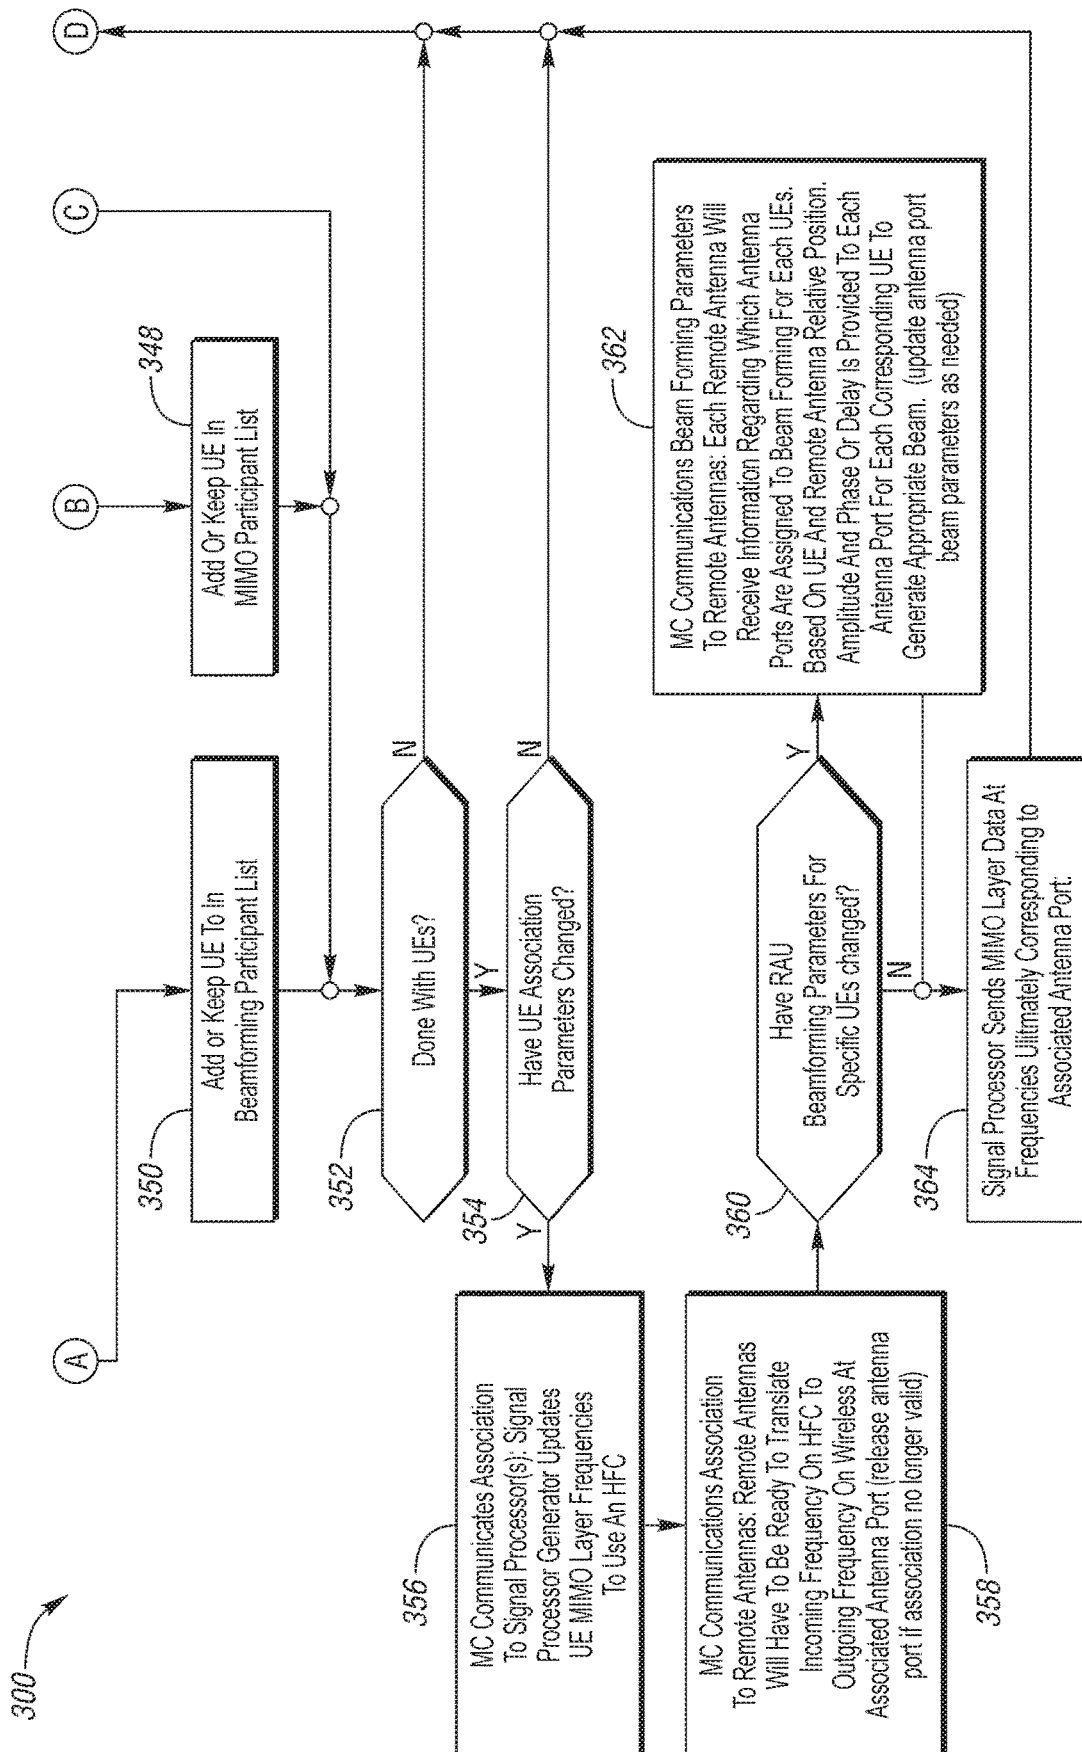 300
A
B
C
D
350
Add or Keep UE To In
Beamforming Participant List
348
Add Or Keep UE In
MIMO Participant List
352
Done With UEs?
N
Y
354
Have UE Association
Parameters Changed?
N
Y
356
MC Communicates Association
To Signal Processor(s): Signal
Processor Generator Updates
UE MIMO Layer Frequencies
To Use An HFC
MC Communications Association
To Remote Antennas: Remote Antennas
Will Have To Be Ready To Translate
Incoming Frequency On HFC To
Outgoing Frequency On Wireless At
Associated Antenna Port (release antenna
port if association no longer valid)
358
360
Have RAU
Beamforming Parameters For
Specific UEs changed?
Y
N
362
MC Communications Beam Forming Parameters
To Remote Antennas: Each Remote Antenna Will
Receive Information Regarding Which Antenna
Ports Are Assigned To Beam Forming For Each UEs.
Based On UE And Remote Antenna Relative Position.
Amplitude And Phase Or Delay Is Provided To Each
Antenna Port For Each Corresponding UE To
Generate Appropriate Beam. (update antenna port
beam parameters as needed)
364
Signal Processor Sends MIMO Layer Data At
Frequencies Ulitmately Corresponding to
Associated Antenna Port.